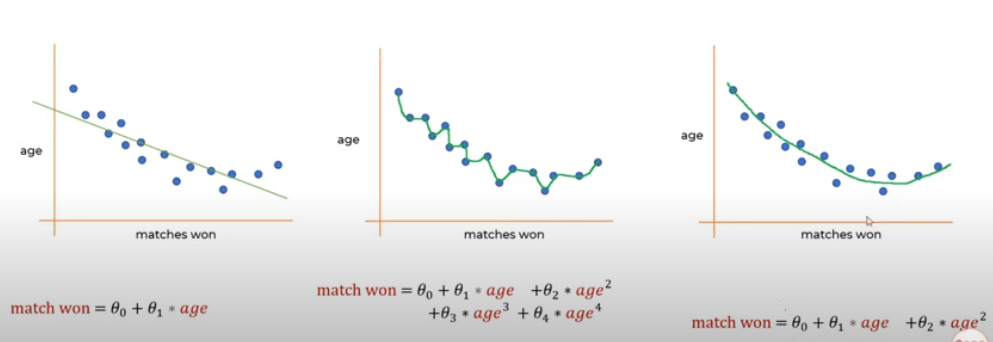 age
matches won
match won = θ₀ + θ₁ * age
age
matches won
match won = θ₀ + θ₁ * age +θ₂ * age²
+θ₃ * age³ + θ₄ * age⁴
age
matches won
match won = θ₀ + θ₁ * age +θ₂ * age²